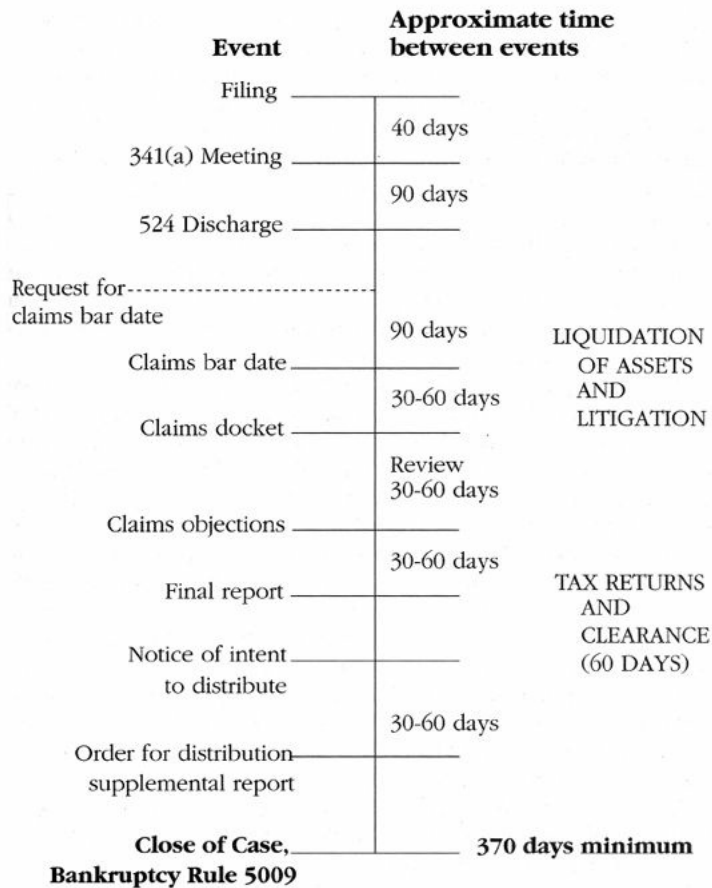 Event
Approximate time
between events
Filing
40 days
341(a) Meeting
90 days
524 Discharge
Request for
claims bar date
90 days
Claims bar date
30-60 days
Claims docket
Review
30-60 days
Claims objections
30-60 days
Final report
Notice of intent
to distribute
30-60 days
Order for distribution
supplemental report
Close of Case,
Bankruptcy Rule 5009
370 days minimum
LIQUIDATION
OF ASSETS
AND
LITIGATION
TAX RETURNS
AND
CLEARANCE
(60 DAYS)